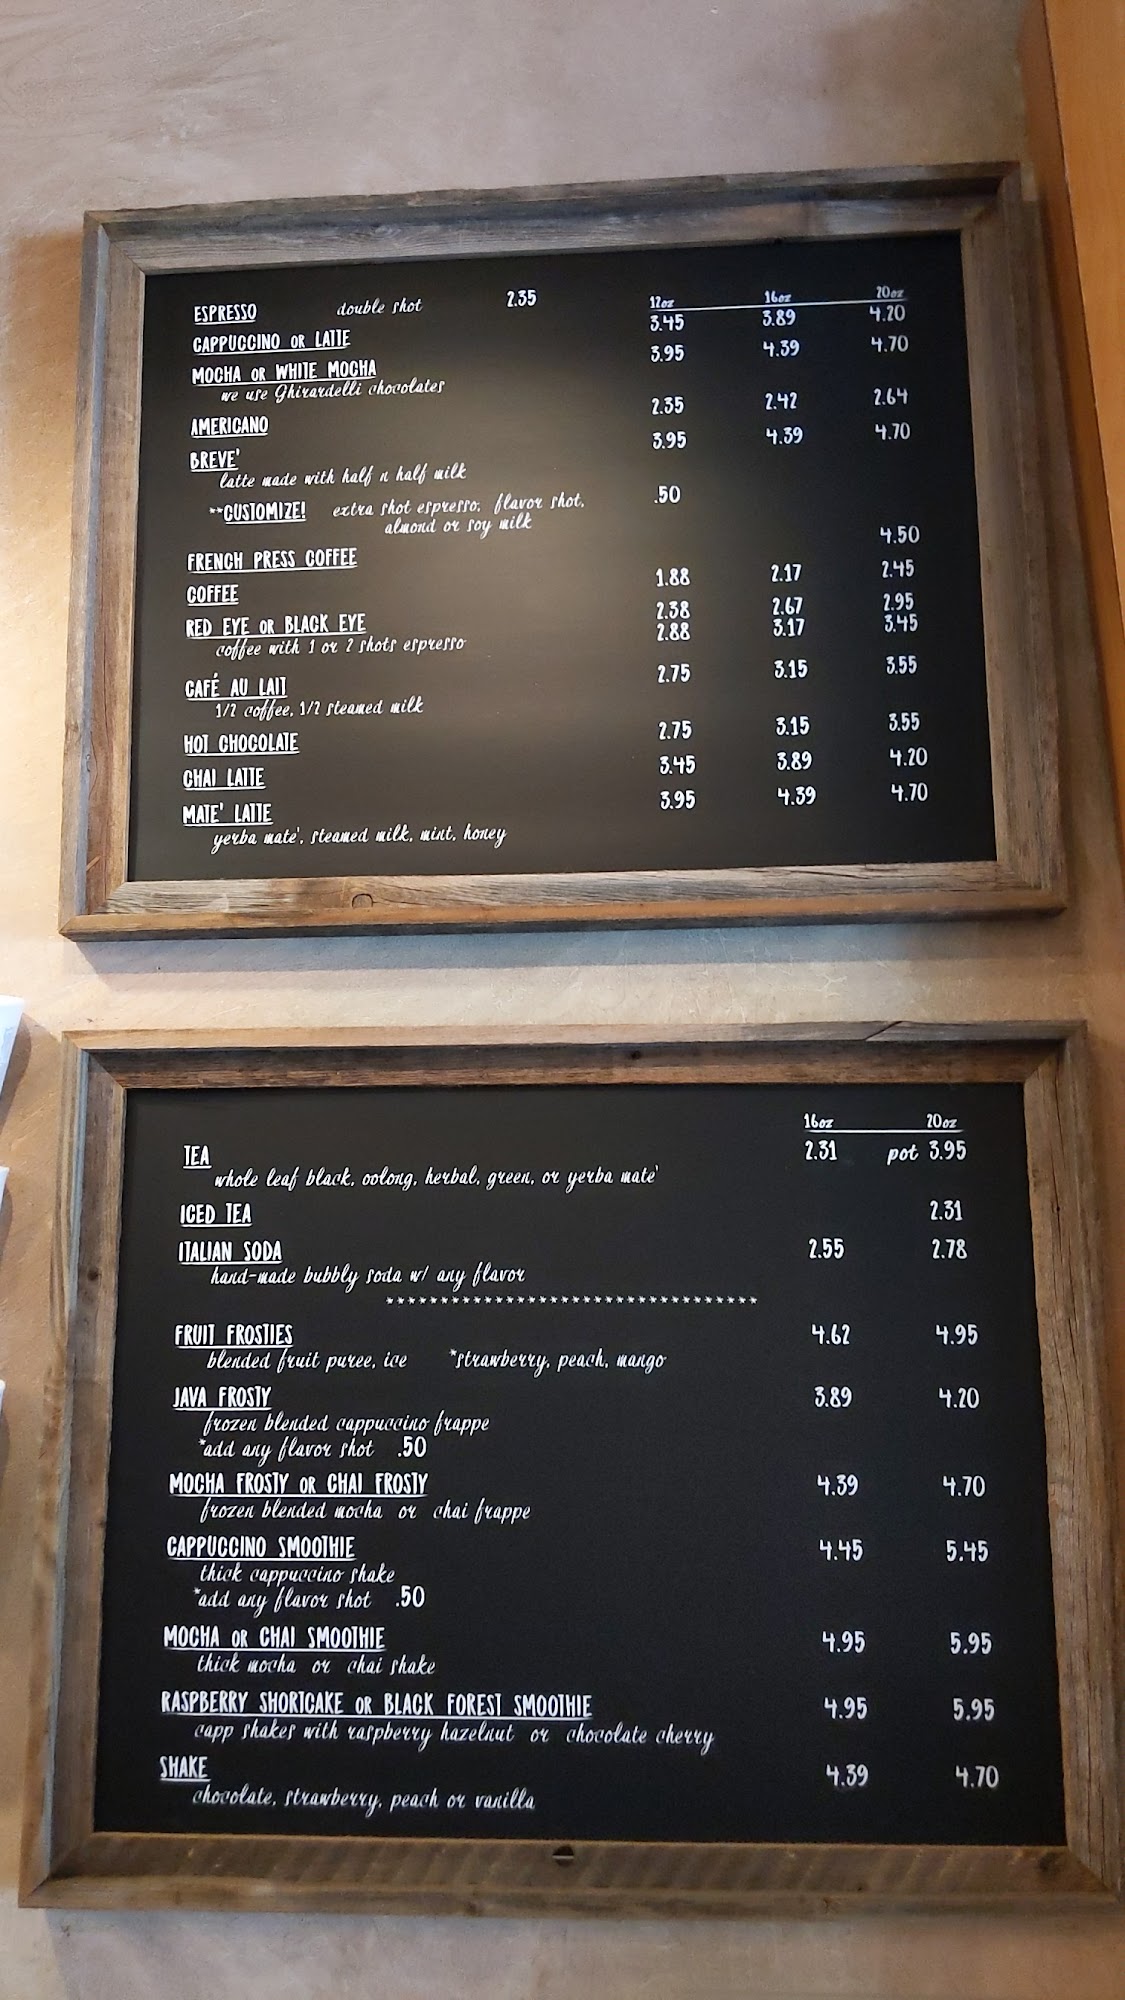 ESPRESSO double shot 2.35 12oz 16oz 20oz
CAPPUCCINO OR LATTE 3.45 3.89 4.20
MOCHA OR WHITE MOCHA 3.95 4.39 4.70
we use Ghirardelli chocolates
AMERICANO 2.35 2.42 2.64
BREVE' 3.95 4.39 4.70
latte made with half n half milk
**CUSTOMIZE! extra shot espresso, flavor shot, .50
almond or soy milk
FRENCH PRESS COFFEE 4.50
COFFEE 1.88 2.17 2.45
RED EYE OR BLACK EYE 2.38 2.67 2.95
coffee with 1 or 2 shots espresso 2.88 3.17 3.45
CAFÉ AU LAIT 2.75 3.15 3.55
1/2 coffee, 1/2 steamed milk
HOT CHOCOLATE 2.75 3.15 3.55
CHAI LATTE 3.45 3.89 4.20
MATE' LATTE 3.95 4.39 4.70
yerba mate', steamed milk, mint, honey
16oz 20oz
TEA 2.31 pot 3.95
whole leaf black, oolong, herbal, green, or yerba mate'
ICED TEA 2.31
ITALIAN SODA 2.55 2.78
hand-made bubbly soda w/ any flavor
**********************************
FRUIT FROSTIES 4.62 4.95
blended fruit puree, ice *strawberry, peach, mango
JAVA FROSTY 3.89 4.20
frozen blended cappuccino frappe
*add any flavor shot .50
MOCHA FROSTY OR CHAI FROSTY 4.39 4.70
frozen blended mocha or chai frappe
CAPPUCCINO SMOOTHIE 4.45 5.45
thick cappuccino shake
*add any flavor shot .50
MOCHA OR CHAI SMOOTHIE 4.95 5.95
thick mocha or chai shake
RASPBERRY SHORTCAKE OR BLACK FOREST SMOOTHIE 4.95 5.95
capp shakes with raspberry hazelnut or chocolate cherry
SHAKE 4.39 4.70
chocolate, strawberry, peach or vanilla